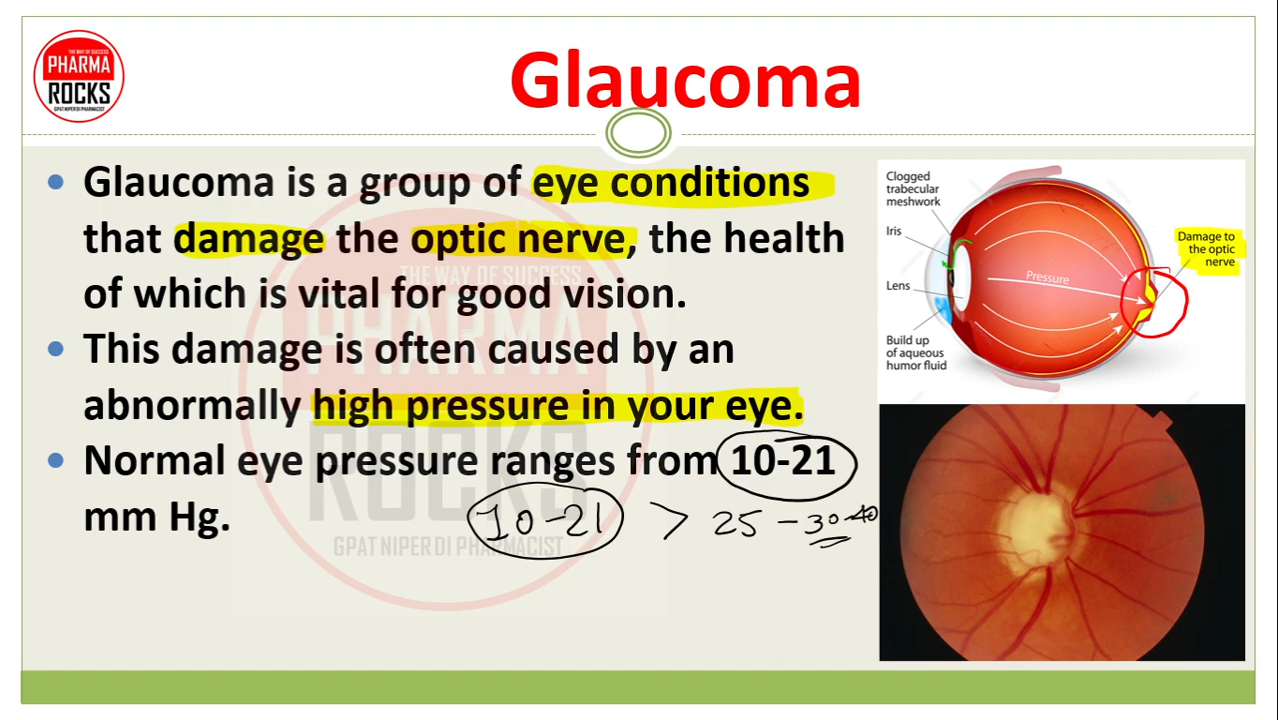 THE WAY OF SUCCESS
PHARMA
ROCKS
GPAT NIPER DI PHARMACIST
Glaucoma
• Glaucoma is a group of eye conditions
that damage the optic nerve, the health
of which is vital for good vision.
• This damage is often caused by an
abnormally high pressure in your eye.
• Normal eye pressure ranges from 10-21
mm Hg.
10-21 > 25-30-40
THE WAY OF SUCCESS
PHARMA
ROCKS
GPAT NIPER DI PHARMACIST
Clogged
trabecular
meshwork
Iris
Lens
Build up
of aqueous
humor fluid
Pressure
Damage to
the optic
nerve